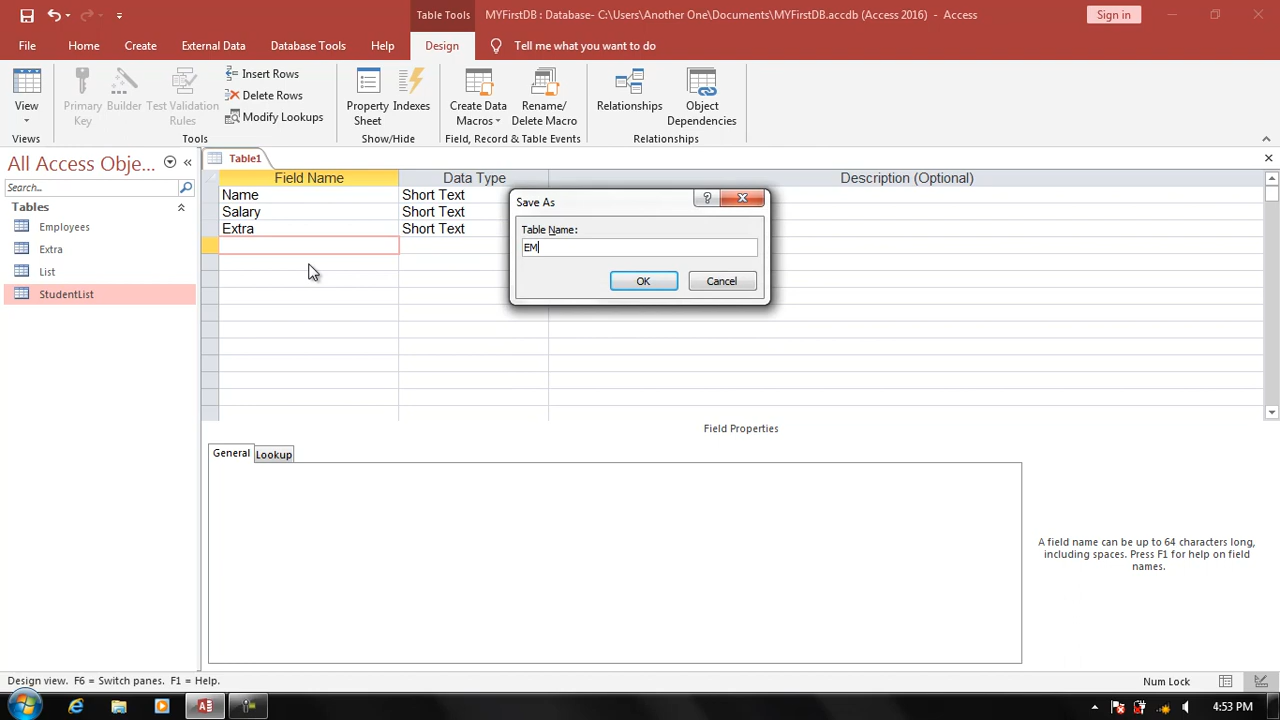 Table Tools
MYFirstDB : Database- C:\Users\Another One\Documents\MYFirstDB.accdb (Access 2016) - Access
Sign in
File Home Create External Data Database Tools Help Design Tell me what you want to do
View
Primary Key
Builder
Test Validation Rules
Insert Rows
Delete Rows
Modify Lookups
Property Sheet
Indexes
Create Data Macros
Rename/ Delete Macro
Relationships
Object Dependencies
Views Tools Show/Hide Field, Record & Table Events Relationships
All Access Obje...
Search...
Tables
Employees
Extra
List
StudentList
Table1
Field Name Data Type Description (Optional)
Name Short Text
Salary Short Text
Extra Short Text
Save As
Table Name:
EM
OK Cancel
Field Properties
General Lookup
A field name can be up to 64 characters long,
including spaces. Press F1 for help on field
names.
Design view. F6 = Switch panes. F1 = Help.
Num Lock
4:53 PM